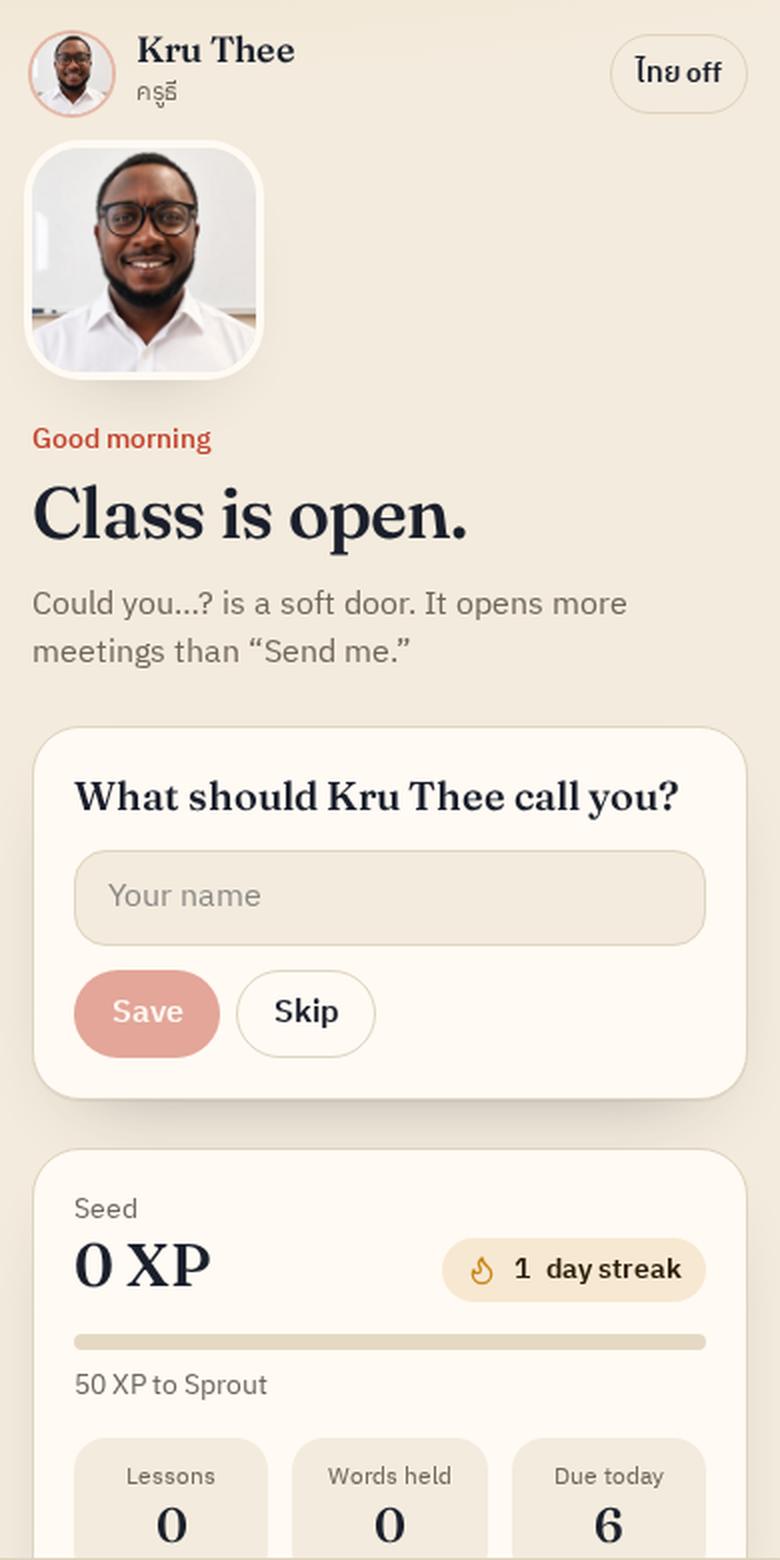 Kru Thee
ครูธี
ไทย off
Good morning
Class is open.
Could you...? is a soft door. It opens more
meetings than “Send me.”
What should Kru Thee call you?
Your name
Save
Skip
Seed
0 XP
1 day streak
50 XP to Sprout
Lessons
0
Words held
0
Due today
6